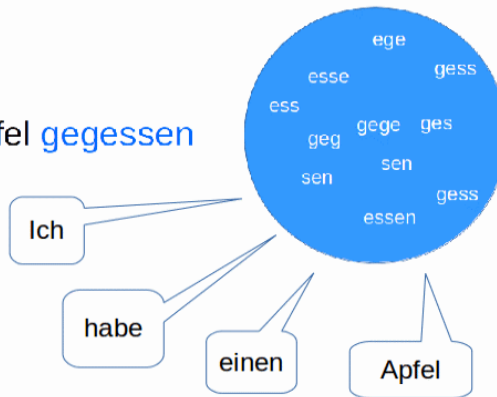 fel gegessen
ege
gess
esse
ess
gege
ges
geg
sen
sen
gess
essen
Ich
habe
einen
Apfel